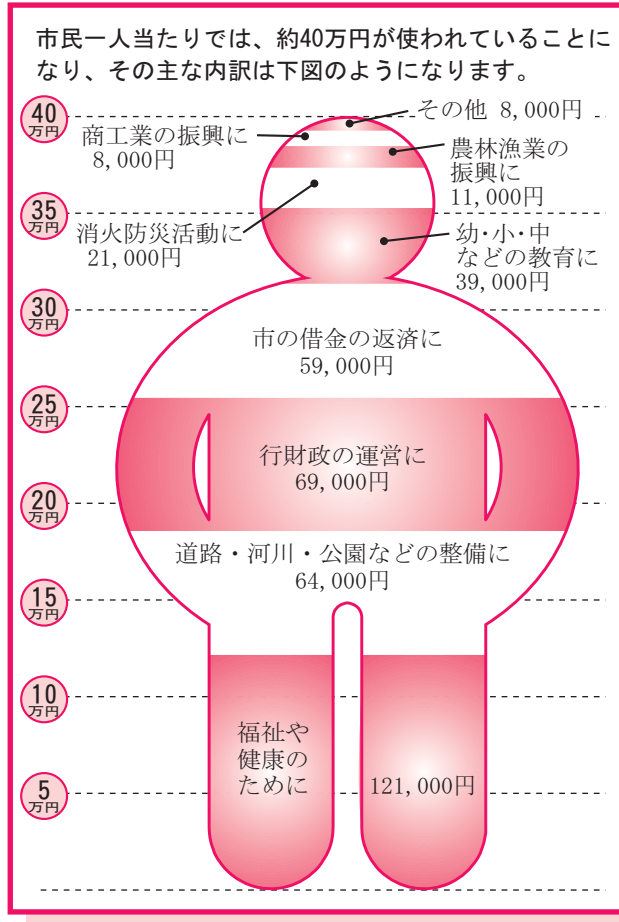 市民一人当たりでは、約40万円が使われていることに
なり、その主な内訳は下図のようになります。
40
万円
その他 8,000円
商工業の振興に
8,000円
農林漁業の
振興に
11,000円
35
万円
消火防災活動に
21,000円
幼・小・中
などの教育に
39,000円
30
万円
市の借金の返済に
59,000円
25
万円
行財政の運営に
69,000円
20
万円
道路・河川・公園などの整備に
64,000円
15
万円
10
万円
福祉や
健康の
ために
121,000円
5
万円